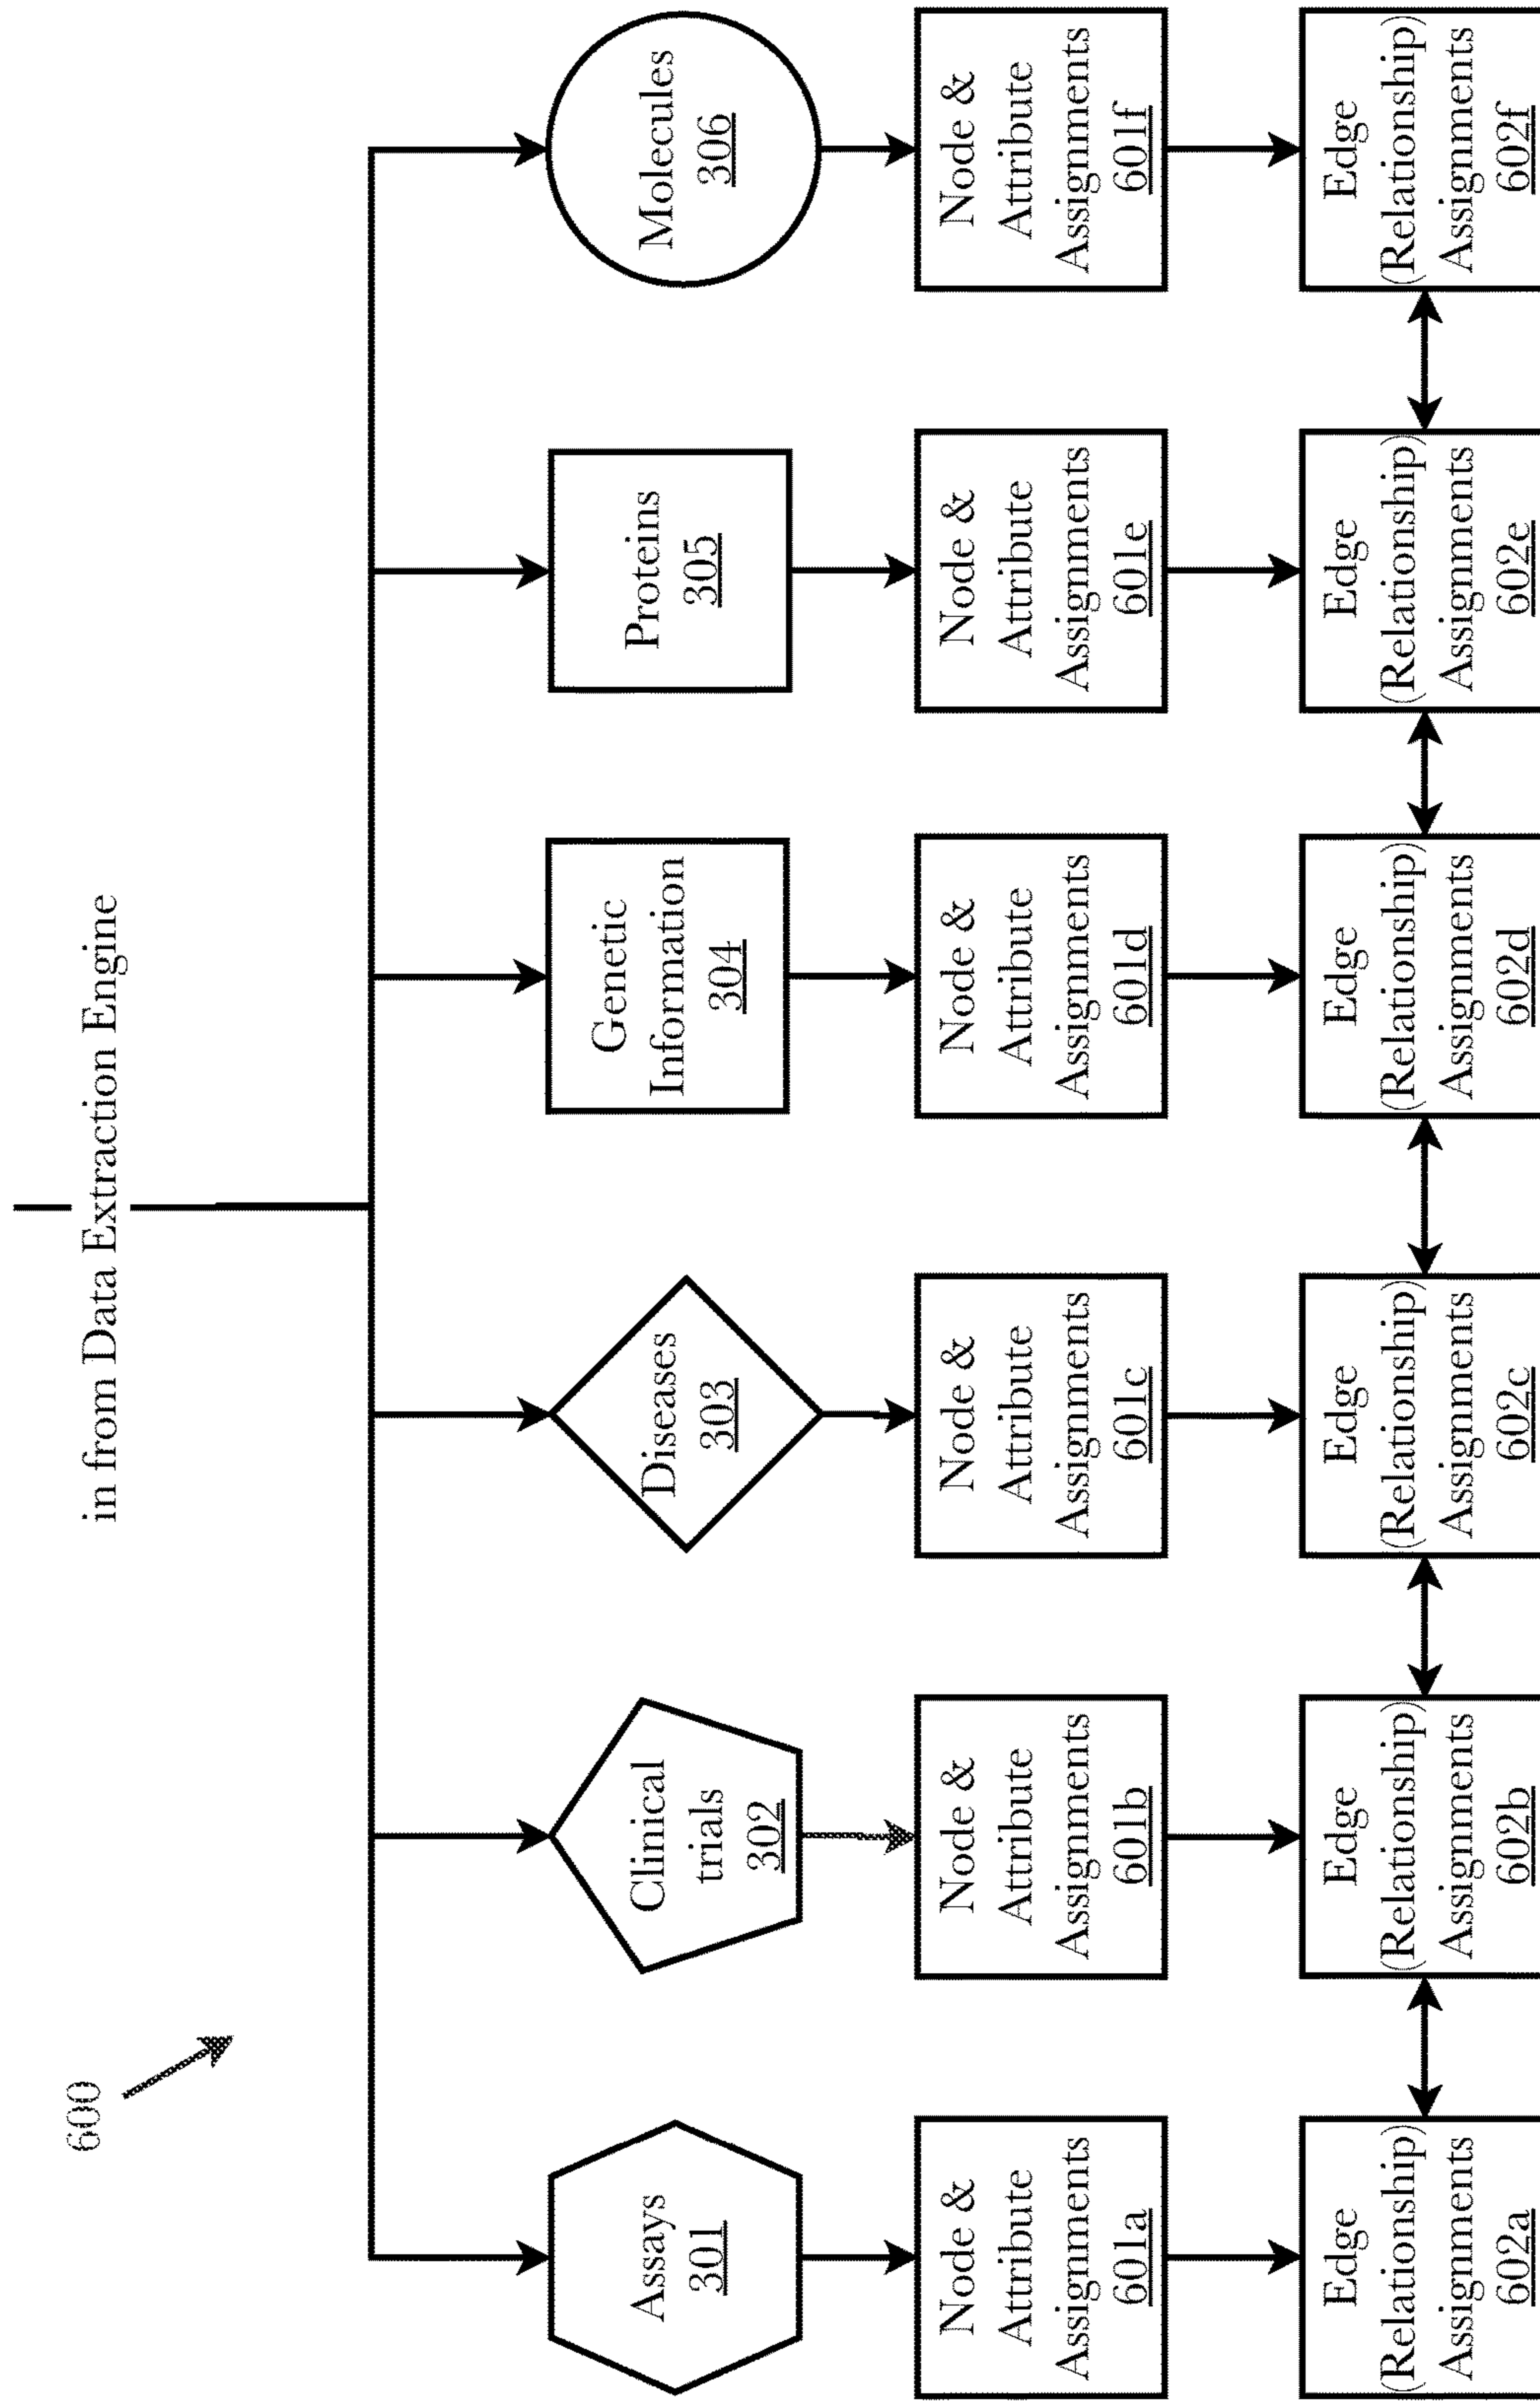 600
in from Data Extraction Engine
Assays
301
Clinical
trials
302
Diseases
303
Genetic
Information
304
Proteins
305
Molecules
306
Node &
Attribute
Assignments
601a
Node &
Attribute
Assignments
601b
Node &
Attribute
Assignments
601c
Node &
Attribute
Assignments
601d
Node &
Attribute
Assignments
601e
Node &
Attribute
Assignments
601f
Edge
(Relationship)
Assignments
602a
Edge
(Relationship)
Assignments
602b
Edge
(Relationship)
Assignments
602c
Edge
(Relationship)
Assignments
602d
Edge
(Relationship)
Assignments
602e
Edge
(Relationship)
Assignments
602f